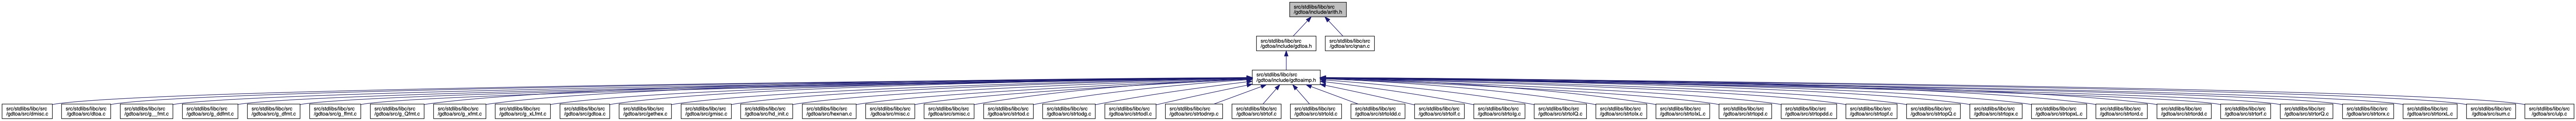 src/stdlibs/libc/src
/gdtoa/include/arith.h
src/stdlibs/libc/src
/gdtoa/include/gdtoa.h
src/stdlibs/libc/src
/gdtoa/src/qnan.c
src/stdlibs/libc/src
/gdtoa/include/gdtoaimp.h
src/stdlibs/libc/src
/gdtoa/src/dmisc.c
src/stdlibs/libc/src
/gdtoa/src/dtoa.c
src/stdlibs/libc/src
/gdtoa/src/g__fmt.c
src/stdlibs/libc/src
/gdtoa/src/g_ddfmt.c
src/stdlibs/libc/src
/gdtoa/src/g_dfmt.c
src/stdlibs/libc/src
/gdtoa/src/g_ffmt.c
src/stdlibs/libc/src
/gdtoa/src/g_Qfmt.c
src/stdlibs/libc/src
/gdtoa/src/g_xfmt.c
src/stdlibs/libc/src
/gdtoa/src/g_xLfmt.c
src/stdlibs/libc/src
/gdtoa/src/gdtoa.c
src/stdlibs/libc/src
/gdtoa/src/gethex.c
src/stdlibs/libc/src
/gdtoa/src/gmisc.c
src/stdlibs/libc/src
/gdtoa/src/hd_init.c
src/stdlibs/libc/src
/gdtoa/src/hexnan.c
src/stdlibs/libc/src
/gdtoa/src/misc.c
src/stdlibs/libc/src
/gdtoa/src/smisc.c
src/stdlibs/libc/src
/gdtoa/src/strtod.c
src/stdlibs/libc/src
/gdtoa/src/strtodg.c
src/stdlibs/libc/src
/gdtoa/src/strtodI.c
src/stdlibs/libc/src
/gdtoa/src/strtodnrp.c
src/stdlibs/libc/src
/gdtoa/src/strtof.c
src/stdlibs/libc/src
/gdtoa/src/strtoId.c
src/stdlibs/libc/src
/gdtoa/src/strtoIdd.c
src/stdlibs/libc/src
/gdtoa/src/strtoIf.c
src/stdlibs/libc/src
/gdtoa/src/strtoIg.c
src/stdlibs/libc/src
/gdtoa/src/strtoIQ.c
src/stdlibs/libc/src
/gdtoa/src/strtoIx.c
src/stdlibs/libc/src
/gdtoa/src/strtoIxL.c
src/stdlibs/libc/src
/gdtoa/src/strtopd.c
src/stdlibs/libc/src
/gdtoa/src/strtopdd.c
src/stdlibs/libc/src
/gdtoa/src/strtopf.c
src/stdlibs/libc/src
/gdtoa/src/strtopQ.c
src/stdlibs/libc/src
/gdtoa/src/strtopx.c
src/stdlibs/libc/src
/gdtoa/src/strtopxL.c
src/stdlibs/libc/src
/gdtoa/src/strtord.c
src/stdlibs/libc/src
/gdtoa/src/strtordd.c
src/stdlibs/libc/src
/gdtoa/src/strtorf.c
src/stdlibs/libc/src
/gdtoa/src/strtorQ.c
src/stdlibs/libc/src
/gdtoa/src/strtorx.c
src/stdlibs/libc/src
/gdtoa/src/strtorxL.c
src/stdlibs/libc/src
/gdtoa/src/sum.c
src/stdlibs/libc/src
/gdtoa/src/ulp.c